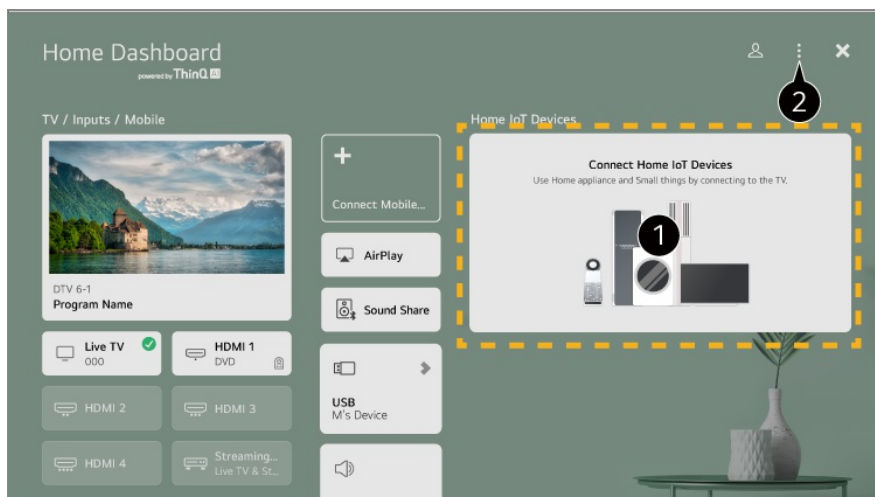 Home Dashboard
powered by ThinQ AI
2
TV / Inputs / Mobile
DTV 6-1
Program Name
Live TV
000
HDMI 1
DVD
HDMI 2
HDMI 3
HDMI 4
Streaming...
Live TV & St...
Connect Mobile...
AirPlay
Sound Share
USB
M's Device
Home IoT Devices
Connect Home IoT Devices
Use Home appliance and Small things by connecting to the TV.
1